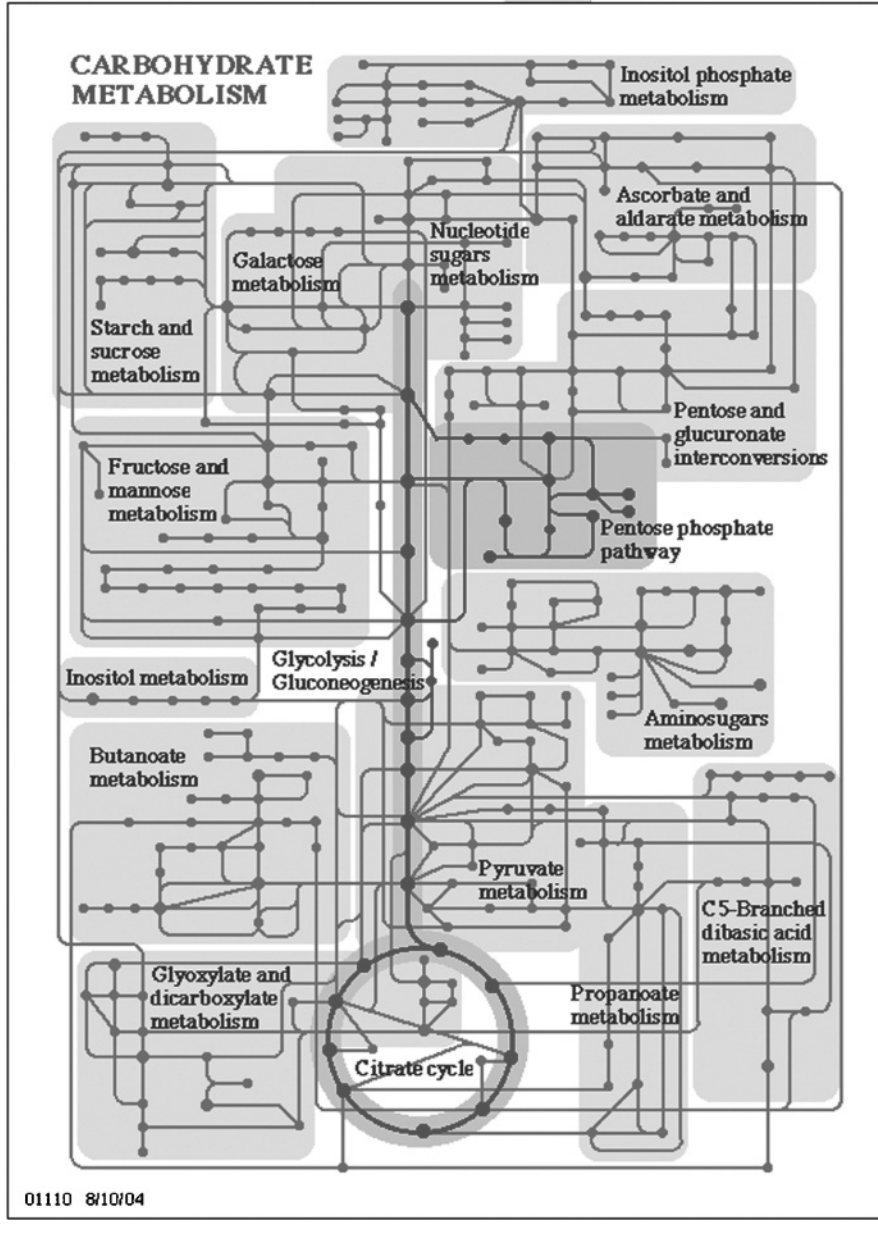 CARBOHYDRATE
METABOLISM
Inositol phosphate
metabolism
Ascorbate and
aldarate metabolism
Nucleotide
sugars
metabolism
Galactose
metabolism
Starch and
sucrose
metabolism
Pentose and
glucuronate
interconversions
Fructose and
mannose
metabolism
Pentose phosphate
pathway
Glycolysis /
Gluconeogenesis
Inositol metabolism
Aminosugars
metabolism
Butanoate
metabolism
Pyruvate
metabolism
C5-Branched
dibasic acid
metabolism
Glyoxylate and
dicarboxylate
metabolism
Propanoate
metabolism
Citrate cycle
01110 8/10/04